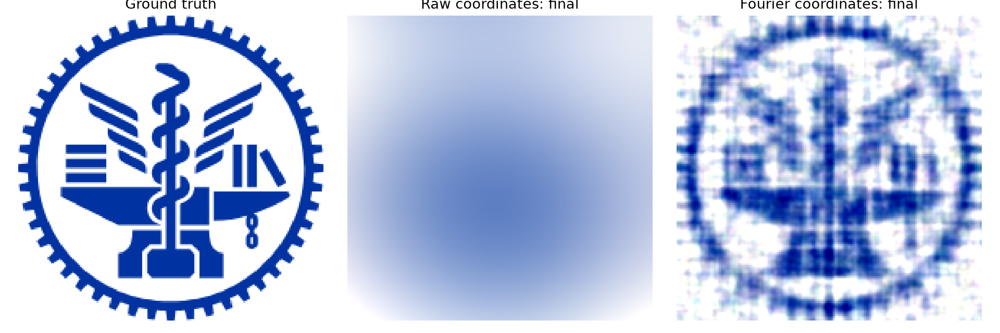 Ground truth
Raw coordinates: final
Fourier coordinates: final